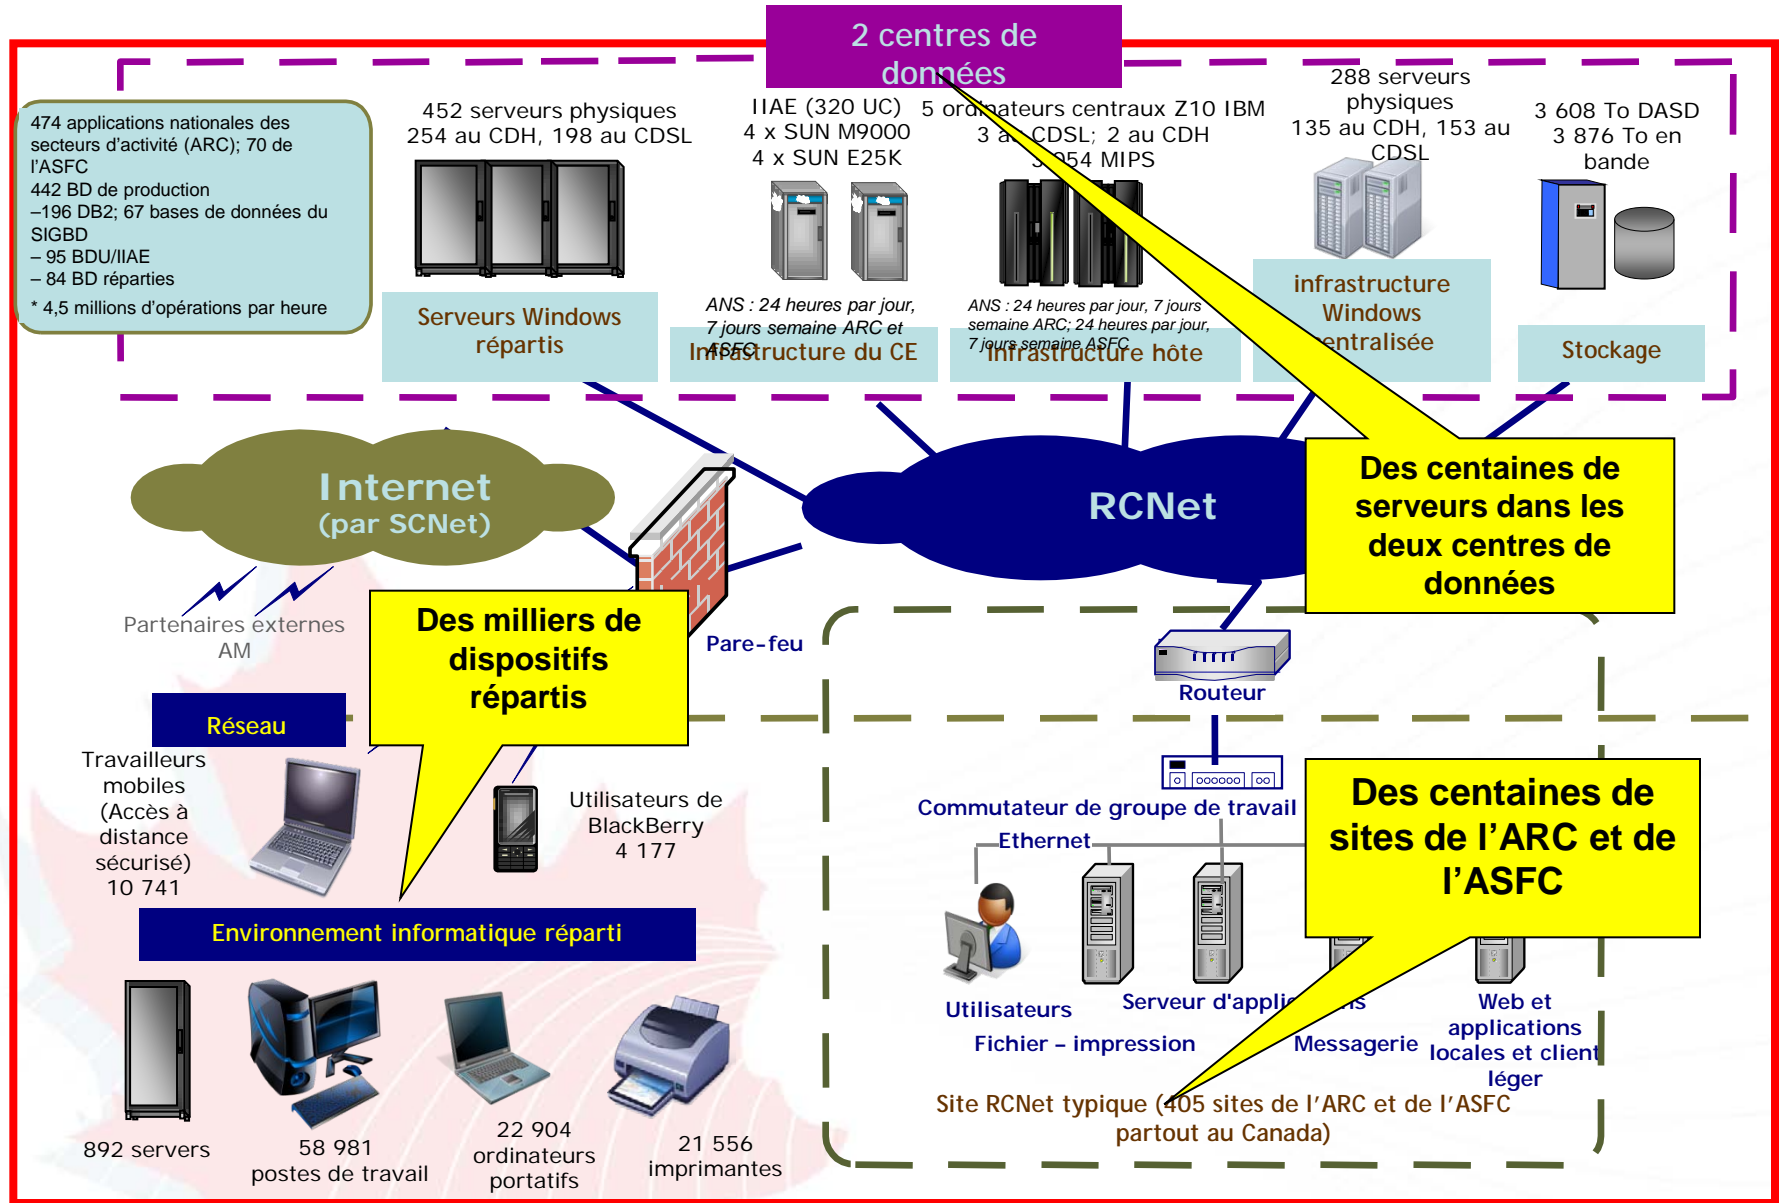 2 centres de
données
474 applications nationales des
secteurs d'activité (ARC); 70 de
l'ASFC
442 BD de production
–196 DB2; 67 bases de données du
SIGBD
– 95 BDU/IIAE
– 84 BD réparties
* 4,5 millions d'opérations par heure
452 serveurs physiques
254 au CDH, 198 au CDSL
Serveurs Windows
répartis
IIAE (320 UC)
4 x SUN M9000
4 x SUN E25K
ANS : 24 heures par jour,
7 jours semaine ARC et
ASFC
Infrastructure du CE
5 ordinateurs centraux Z10 IBM
3 au CDSL; 2 au CDH
054 MIPS
ANS : 24 heures par jour, 7 jours
semaine ARC; 24 heures par jour,
7 jours semaine ASFC
Infrastructure hôte
288 serveurs
physiques
135 au CDH, 153 au
CDSL
infrastructure
Windows
centralisée
3 608 To DASD
3 876 To en
bande
Stockage
Internet
(par SCNet)
RCNet
Des centaines de
serveurs dans les
deux centres de
données
Partenaires externes
AM
Des milliers de
dispositifs
répartis
Pare-feu
Routeur
Réseau
Travailleurs
mobiles
(Accès à
distance
sécurisé)
10 741
Utilisateurs de
BlackBerry
4 177
Commutateur de groupe de travail
Ethernet
Des centaines de
sites de l'ARC et de
l'ASFC
Environnement informatique réparti
892 servers
58 981
postes de travail
22 904
ordinateurs
portatifs
21 556
imprimantes
Utilisateurs
Serveur d'applications
Fichier – impression
Messagerie
Web et
applications
locales et client
léger
Site RCNet typique (405 sites de l'ARC et de l'ASFC
partout au Canada)